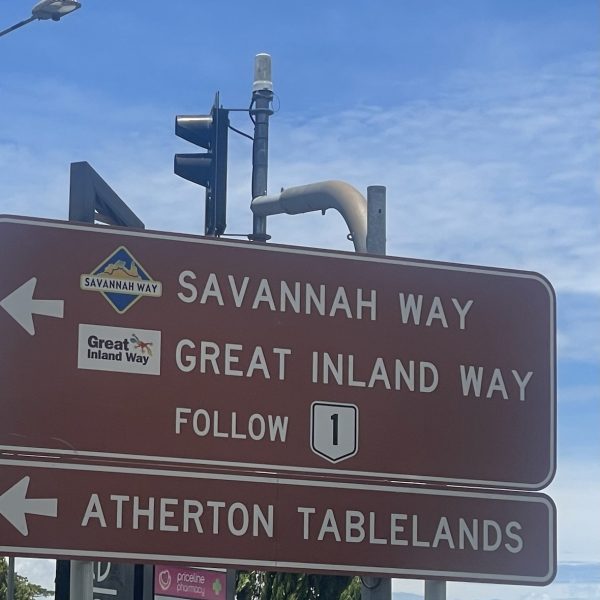 SAVANNAH WAY
SAVANNAH WAY
Great
Inland Way
GREAT INLAND WAY
FOLLOW 1
ATHERTON TABLELANDS
priceline
pharmacy